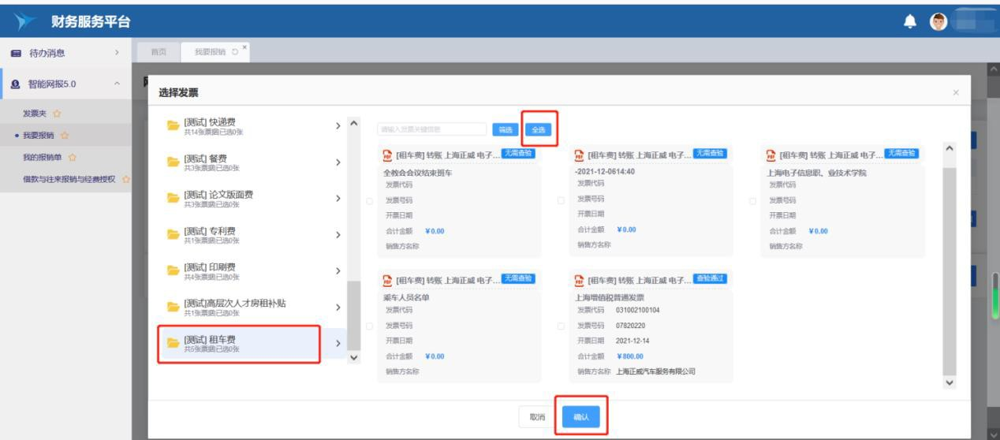 财务服务平台
待办消息
智能网报5.0
发票夹
我要报销
我的报销单
借款与往来报销与经费授权
首页
我要报销
选择发票
[测试] 快递费
共14张票据已选0张
[测试] 餐费
共3张票据已选0张
[测试] 论文版面费
共3张票据已选0张
[测试] 专利费
共1张票据已选0张
[测试] 印刷费
共4张票据已选0张
[测试]高层次人才房租补贴
共1张票据已选0张
[测试] 租车费
共5张票据已选0张
请输入发票关键信息
筛选
全选
[租车费] 转账 上海正威 电子...
无需查验
全教会会议结束班车
发票代码
发票号码
开票日期
合计金额 ￥0.00
销售方名称
[租车费] 转账 上海正威 电子...
无需查验
-2021-12-0614:40
发票代码
发票号码
开票日期
合计金额 ￥0.00
销售方名称
[租车费] 转账 上海正威 电子...
无需查验
上海电子信息职、业技术学院
发票代码
发票号码
开票日期
合计金额 ￥0.00
销售方名称
[租车费] 转账 上海正威 电子...
无需查验
乘车人员名单
发票代码
发票号码
开票日期
合计金额 ￥0.00
销售方名称
[租车费] 转账 上海正威 电子...
查验通过
上海增值税普通发票
发票代码 031002100104
发票号码 07820220
开票日期 2021-12-14
合计金额 ￥800.00
销售方名称 上海正威汽车服务有限公司
取消
确认